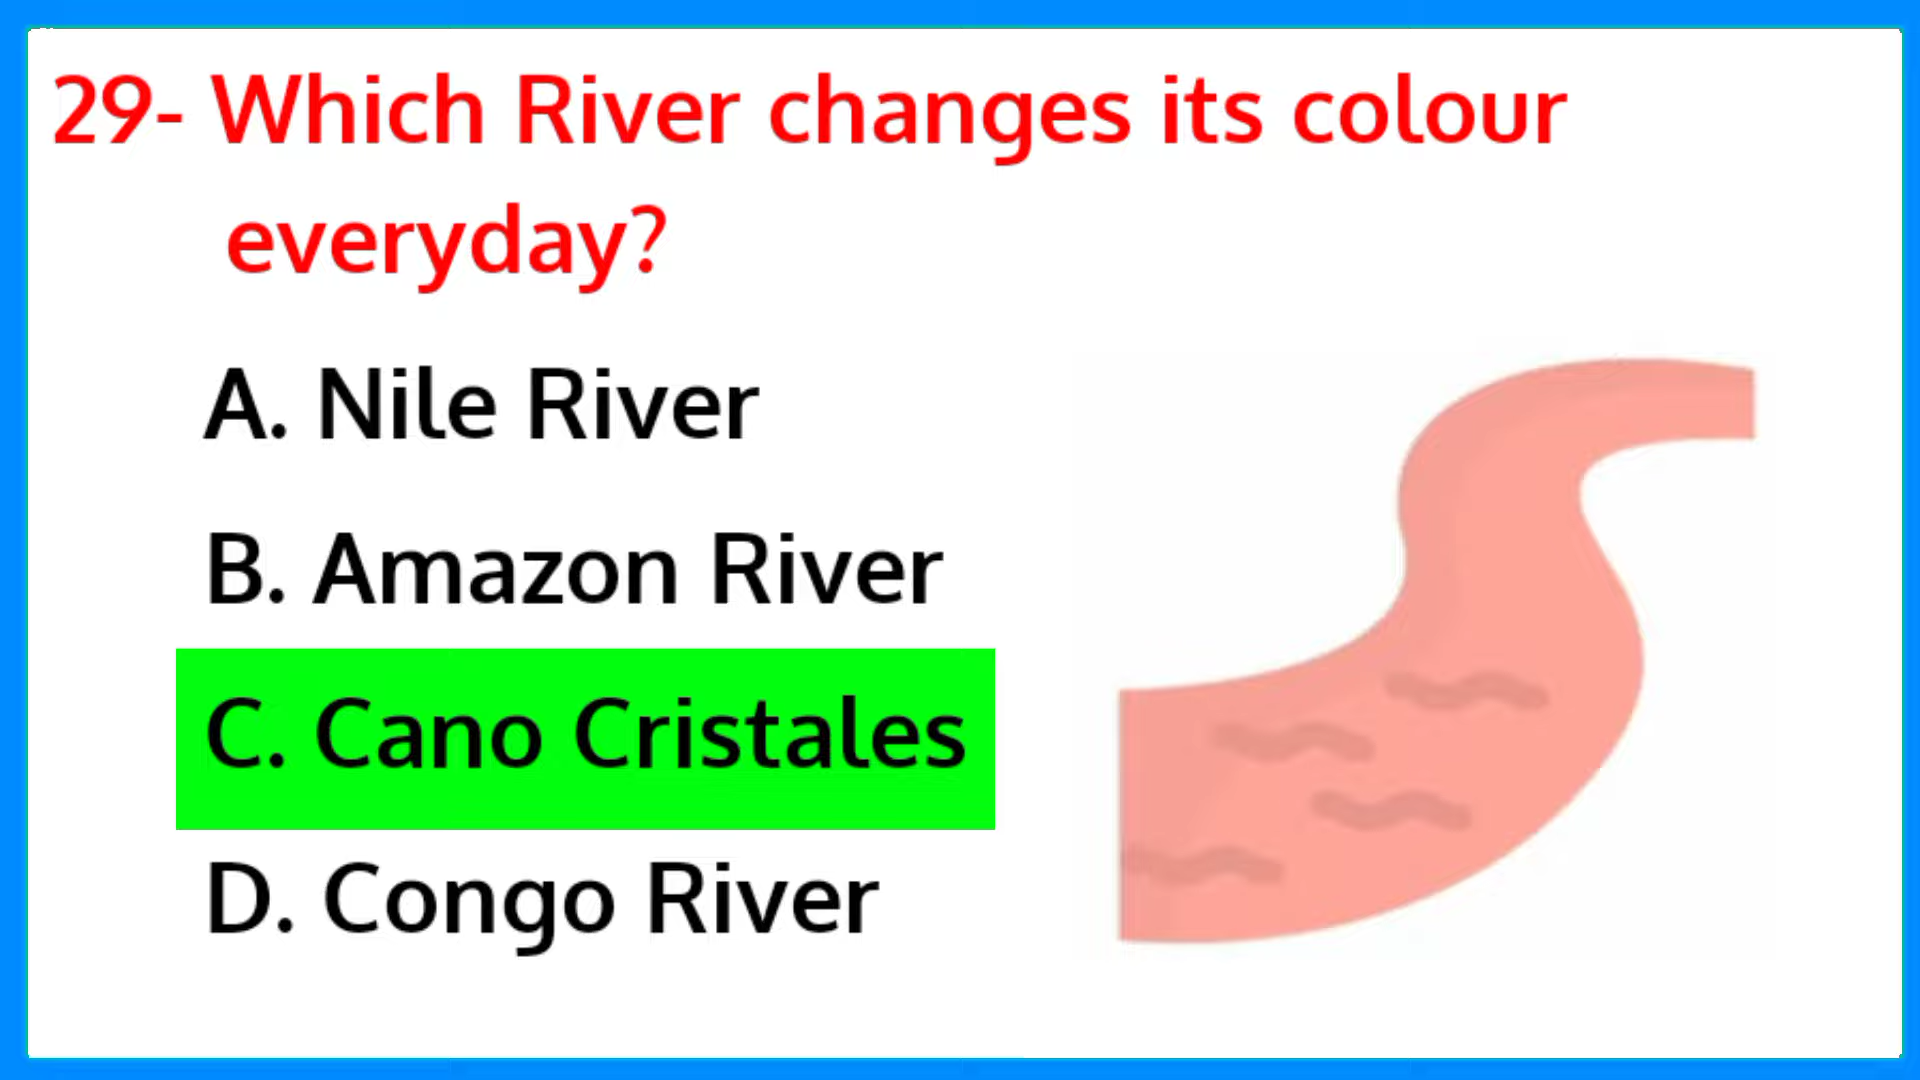 29- Which River changes its colour
everyday?
A. Nile River
B. Amazon River
C. Cano Cristales
D. Congo River